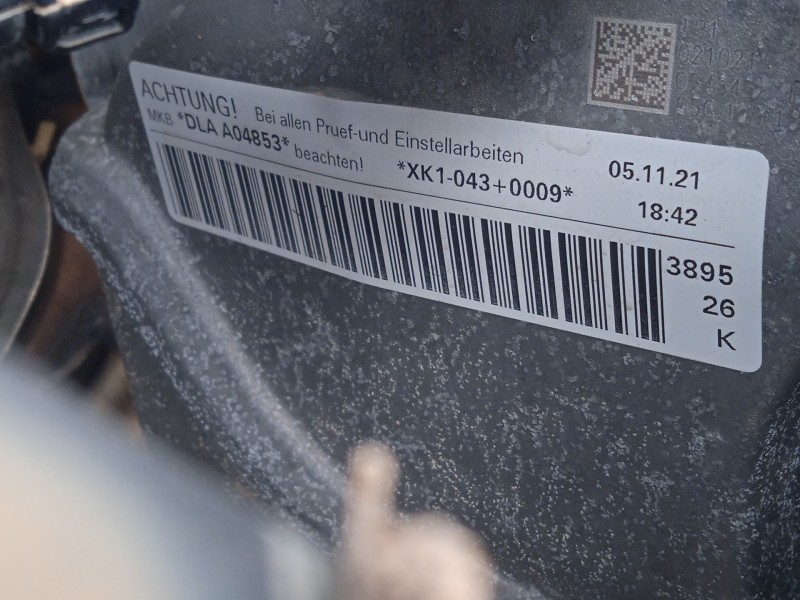 ACHTUNG! Bei allen Pruef-und Einstellarbeiten
MKB *DLA A04853* beachten! *XK1-043+0009*
05.11.21
18:42
3895
26
K